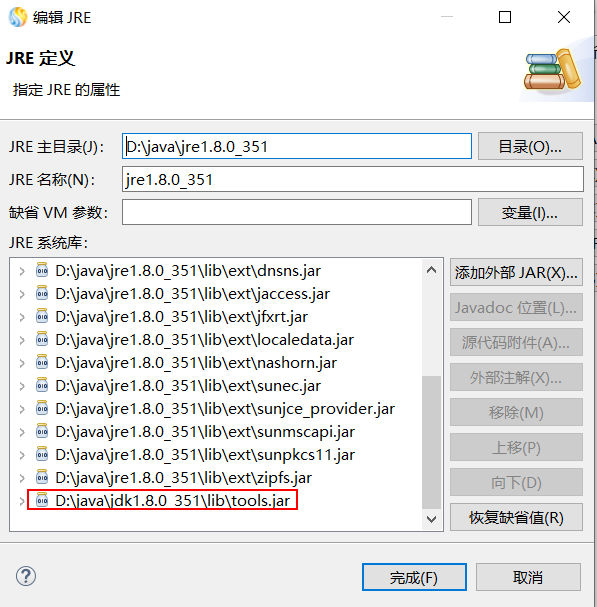 编辑 JRE
JRE 定义
指定 JRE 的属性
JRE 主目录(J):
D:\java\jre1.8.0_351
目录(O)...
JRE 名称(N):
jre1.8.0_351
缺省 VM 参数:
变量(I)...
JRE 系统库:
D:\java\jre1.8.0_351\lib\ext\dnsns.jar
D:\java\jre1.8.0_351\lib\ext\jaccess.jar
D:\java\jre1.8.0_351\lib\ext\jfxrt.jar
D:\java\jre1.8.0_351\lib\ext\localedata.jar
D:\java\jre1.8.0_351\lib\ext\nashorn.jar
D:\java\jre1.8.0_351\lib\ext\sunec.jar
D:\java\jre1.8.0_351\lib\ext\sunjce_provider.jar
D:\java\jre1.8.0_351\lib\ext\sunmscapi.jar
D:\java\jre1.8.0_351\lib\ext\sunpkcs11.jar
D:\java\jre1.8.0_351\lib\ext\zipfs.jar
D:\java\jdk1.8.0_351\lib\tools.jar
添加外部 JAR(X)...
Javadoc 位置(L)...
源代码附件(A)...
外部注解(X)...
移除(M)
上移(P)
向下(D)
恢复缺省值(R)
?
完成(F)
取消